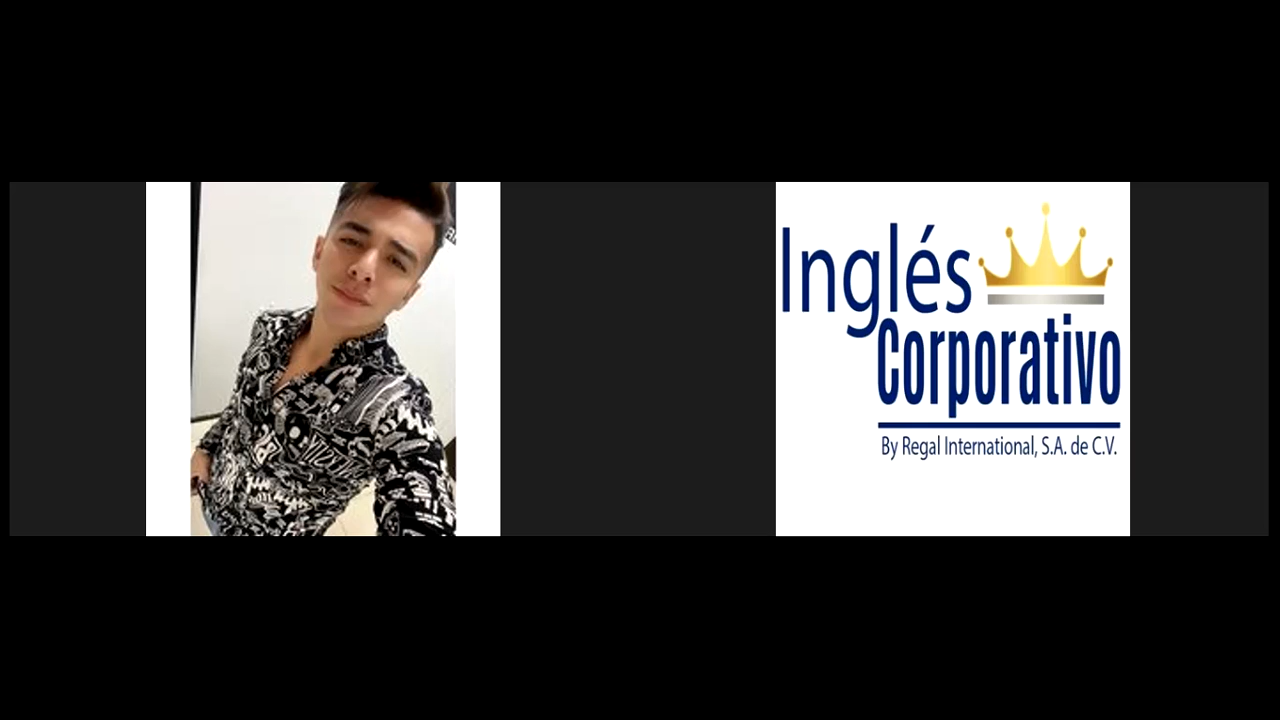 Inglés
Corporativo
By Regal International, S.A. de C.V.